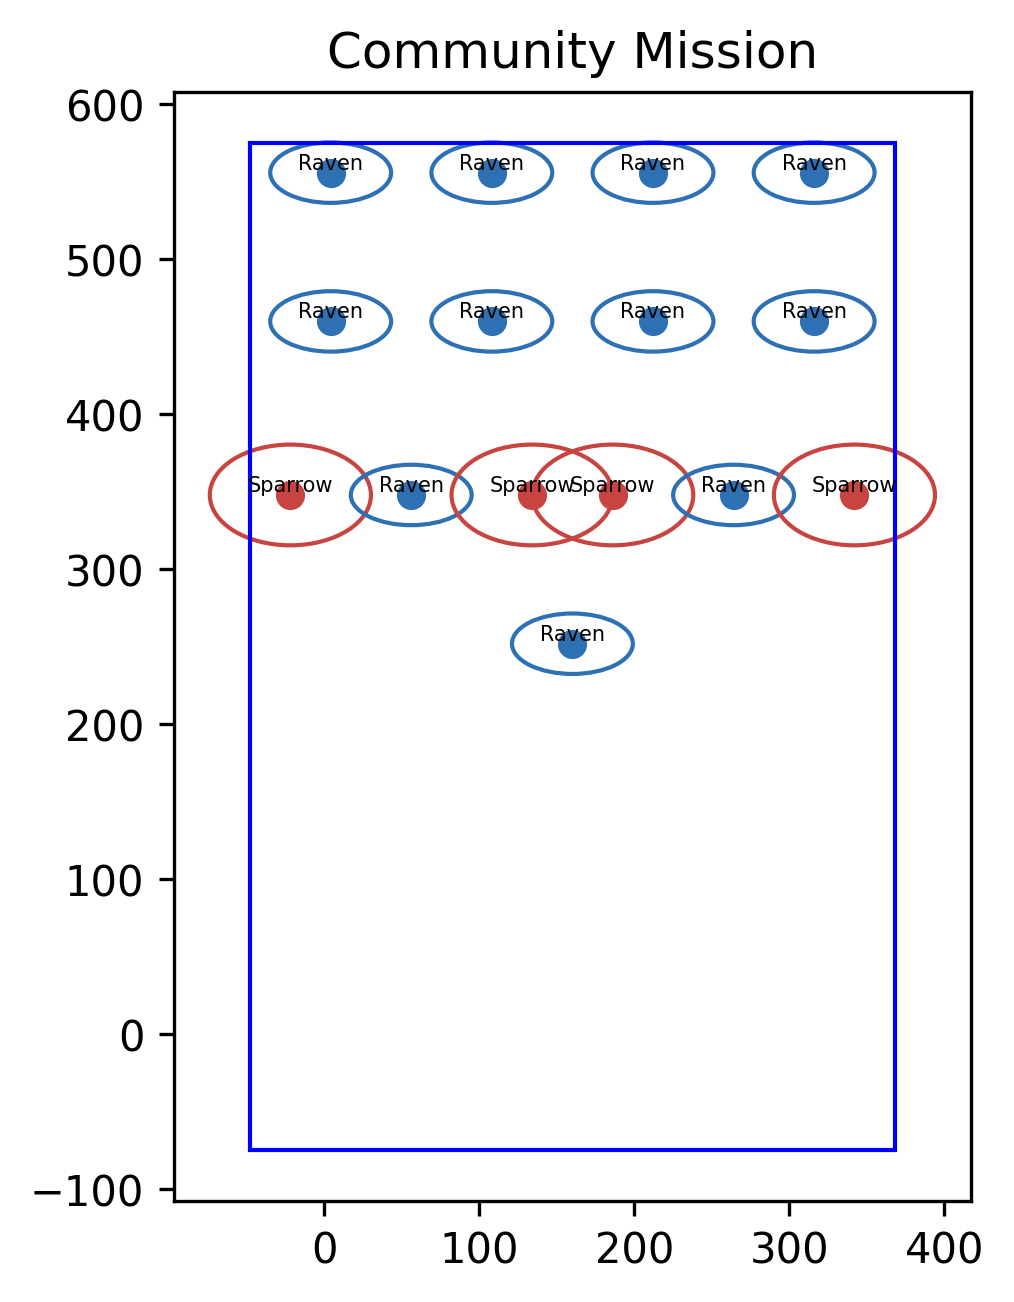 Community Mission
600
Raven Raven Raven Raven
500
Raven Raven Raven Raven
400
Sparrow Raven Sparrow Sparrow Raven Sparrow
300
Raven
200
100
0
−100
0 100 200 300 400